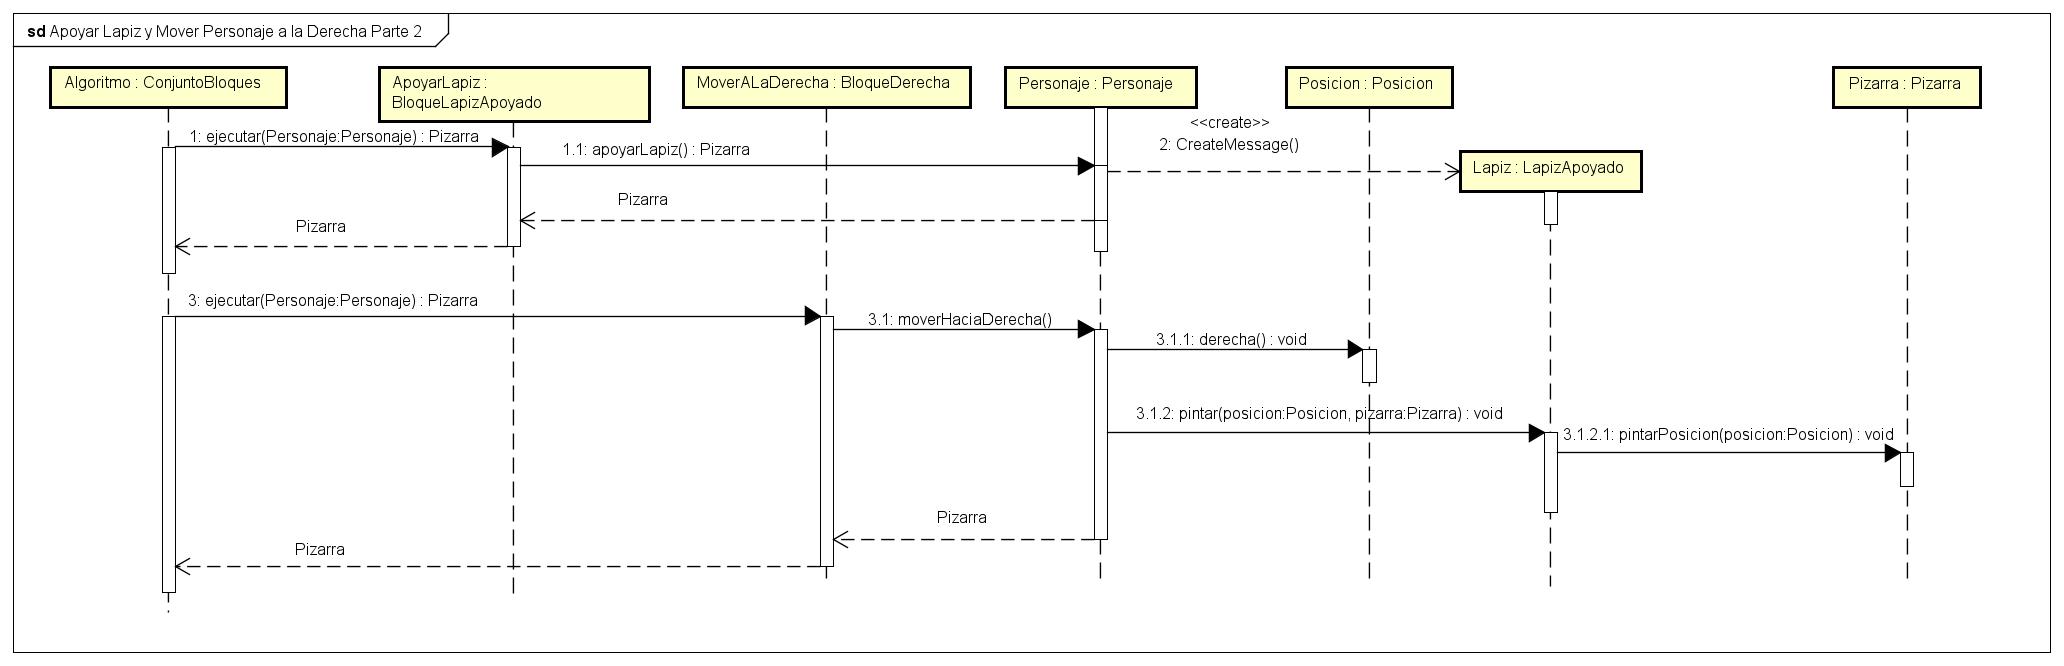 sd Apoyar Lapiz y Mover Personaje a la Derecha Parte 2
Algoritmo : ConjuntoBloques
ApoyarLapiz :
BloqueLapizApoyado
MoverALaDerecha : BloqueDerecha
Personaje : Personaje
Posicion : Posicion
Pizarra : Pizarra
<<create>>
2: CreateMessage()
1: ejecutar(Personaje:Personaje) : Pizarra
1.1: apoyarLapiz() : Pizarra
Lapiz : LapizApoyado
Pizarra
Pizarra
3: ejecutar(Personaje:Personaje) : Pizarra
3.1: moverHaciaDerecha()
3.1.1: derecha() : void
3.1.2: pintar(posicion:Posicion, pizarra:Pizarra) : void
3.1.2.1: pintarPosicion(posicion:Posicion) : void
Pizarra
Pizarra